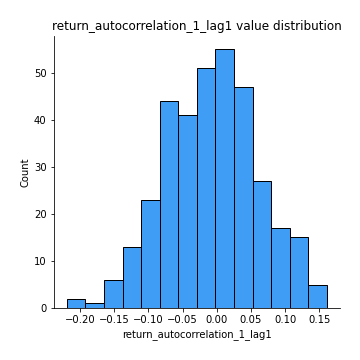 return_autocorrelation_1_lag1 value distribution
Count
50
40
30
20
10
0
−0.20 −0.15 −0.10 −0.05 0.00 0.05 0.10 0.15
return_autocorrelation_1_lag1